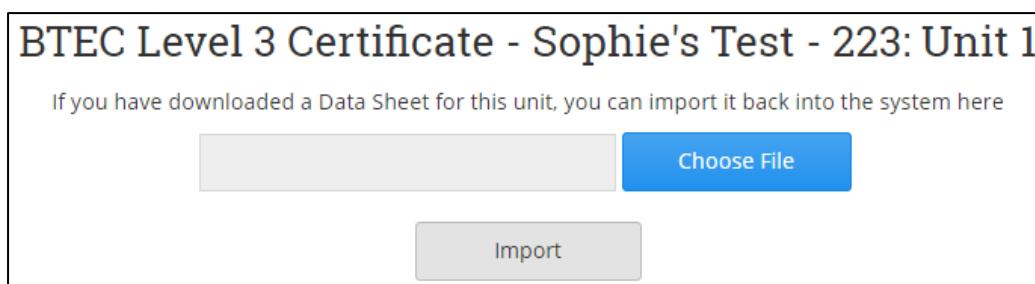 BTEC Level 3 Certificate - Sophie's Test - 223: Unit 1
If you have downloaded a Data Sheet for this unit, you can import it back into the system here
Choose File
Import